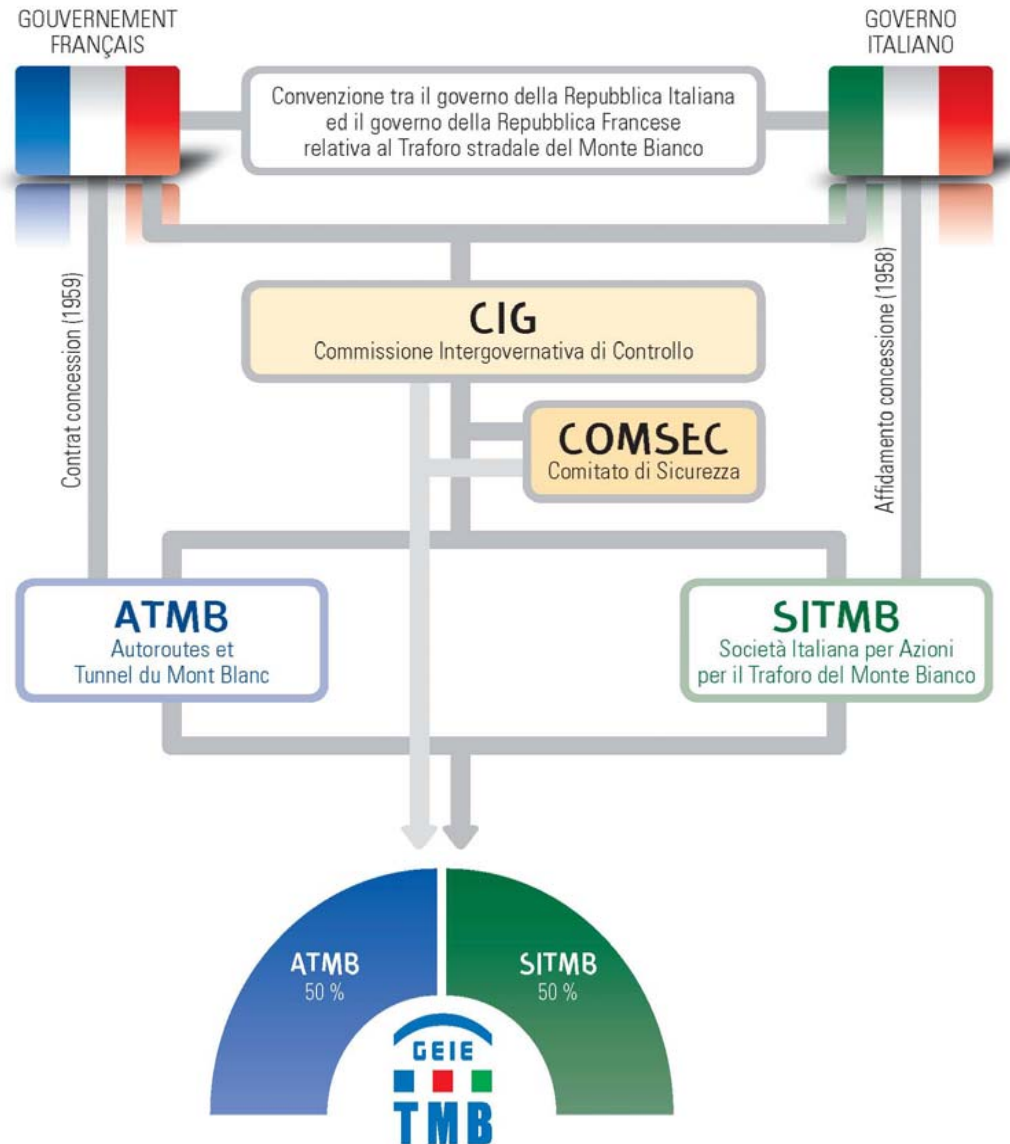 GOUVERNEMENT
FRANÇAIS
GOVERNO
ITALIANO
Convenzione tra il governo della Repubblica Italiana
ed il governo della Repubblica Francese
relativa al Traforo stradale del Monte Bianco
Contrat concession (1959)
Affidamento concessione (1958)
CIG
Commissione Intergovernativa di Controllo
COMSEC
Comitato di Sicurezza
ATMB
Autoroutes et
Tunnel du Mont Blanc
SITMB
Società Italiana per Azioni
per il Traforo del Monte Bianco
ATMB
50 %
SITMB
50 %
GEIE
TMB